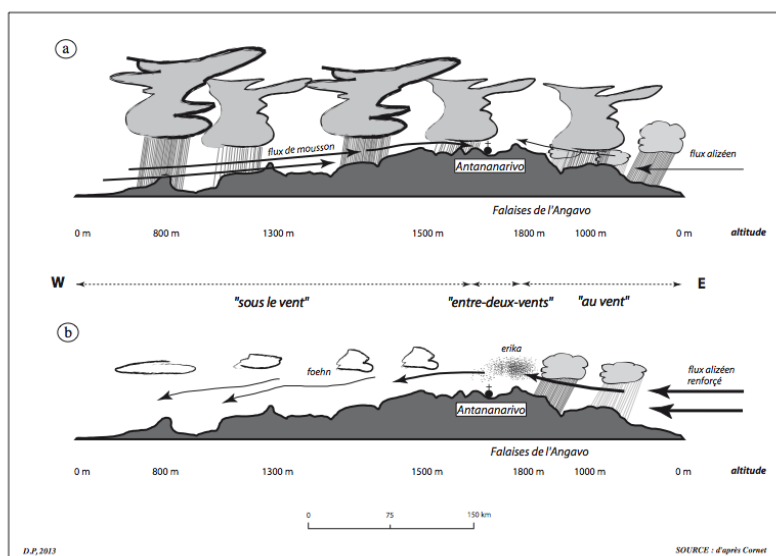 a
flux de mousson
flux alizéen
Antananarivo
Falaises de l'Angavo
0 m 800 m 1300 m 1500 m 1800 m 1000 m 0 m altitude
W E
"sous le vent" "entre-deux-vents" "au vent"
b
erika
foehn
flux alizéen
renforçé
Antananarivo
Falaises de l'Angavo
0 m 800 m 1300 m 1500 m 1800 m 1000 m 0 m altitude
0 75 150 km
D.P, 2013 SOURCE : d'après Cornet